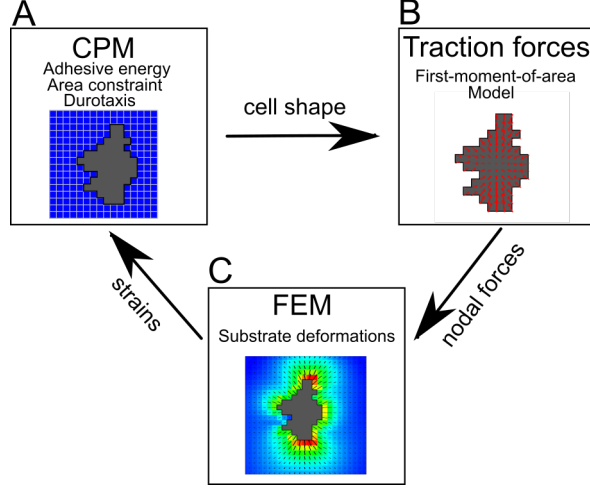 A
CPM
Adhesive energy
Area constraint
Durotaxis
cell shape
B
Traction forces
First-moment-of-area
Model
nodal forces
C
FEM
Substrate deformations
strains